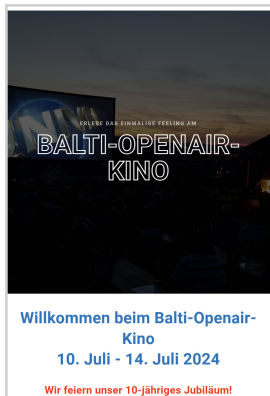 ERLEBE DAS EINMALIGE FEELING AM
BALTI-OPENAIR-
KINO
Willkommen beim Balti-Openair-
Kino
10. Juli - 14. Juli 2024
Wir feiern unser 10-jähriges Jubiläum!